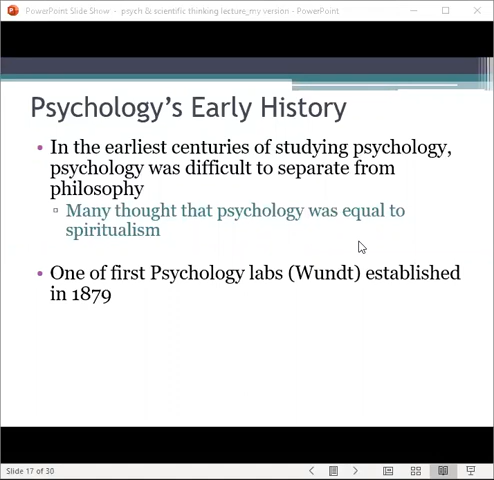 PowerPoint Slide Show - psych & scientific thinking lecture_my version - PowerPoint
Psychology's Early History
• In the earliest centuries of studying psychology,
psychology was difficult to separate from
philosophy
▫ Many thought that psychology was equal to
spiritualism
• One of first Psychology labs (Wundt) established
in 1879
Slide 17 of 30